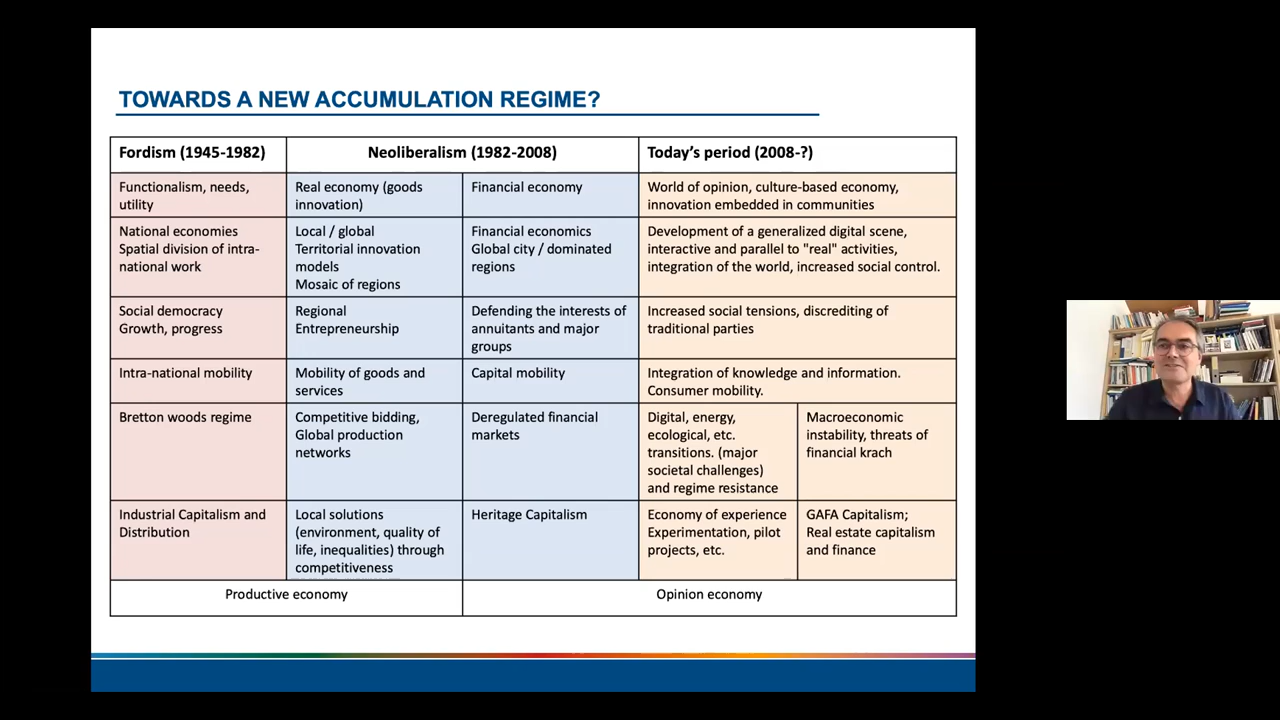 TOWARDS A NEW ACCUMULATION REGIME?
Fordism (1945-1982)
Neoliberalism (1982-2008)
Today's period (2008-?)
Functionalism, needs,
utility
Real economy (goods
innovation)
Financial economy
World of opinion, culture-based economy,
innovation embedded in communities
National economies
Spatial division of intra-
national work
Local / global
Territorial innovation
models
Mosaic of regions
Financial economics
Global city / dominated
regions
Development of a generalized digital scene,
interactive and parallel to "real" activities,
integration of the world, increased social control.
Social democracy
Growth, progress
Regional
Entrepreneurship
Defending the interests of
annuitants and major
groups
Increased social tensions, discrediting of
traditional parties
Intra-national mobility
Mobility of goods and
services
Capital mobility
Integration of knowledge and information.
Consumer mobility.
Bretton woods regime
Competitive bidding,
Global production
networks
Deregulated financial
markets
Digital, energy,
ecological, etc.
transitions. (major
societal challenges)
and regime resistance
Macroeconomic
instability, threats of
financial krach
Industrial Capitalism and
Distribution
Local solutions
(environment, quality of
life, inequalities) through
competitiveness
Heritage Capitalism
Economy of experience
Experimentation, pilot
projects, etc.
GAFA Capitalism;
Real estate capitalism
and finance
Productive economy
Opinion economy